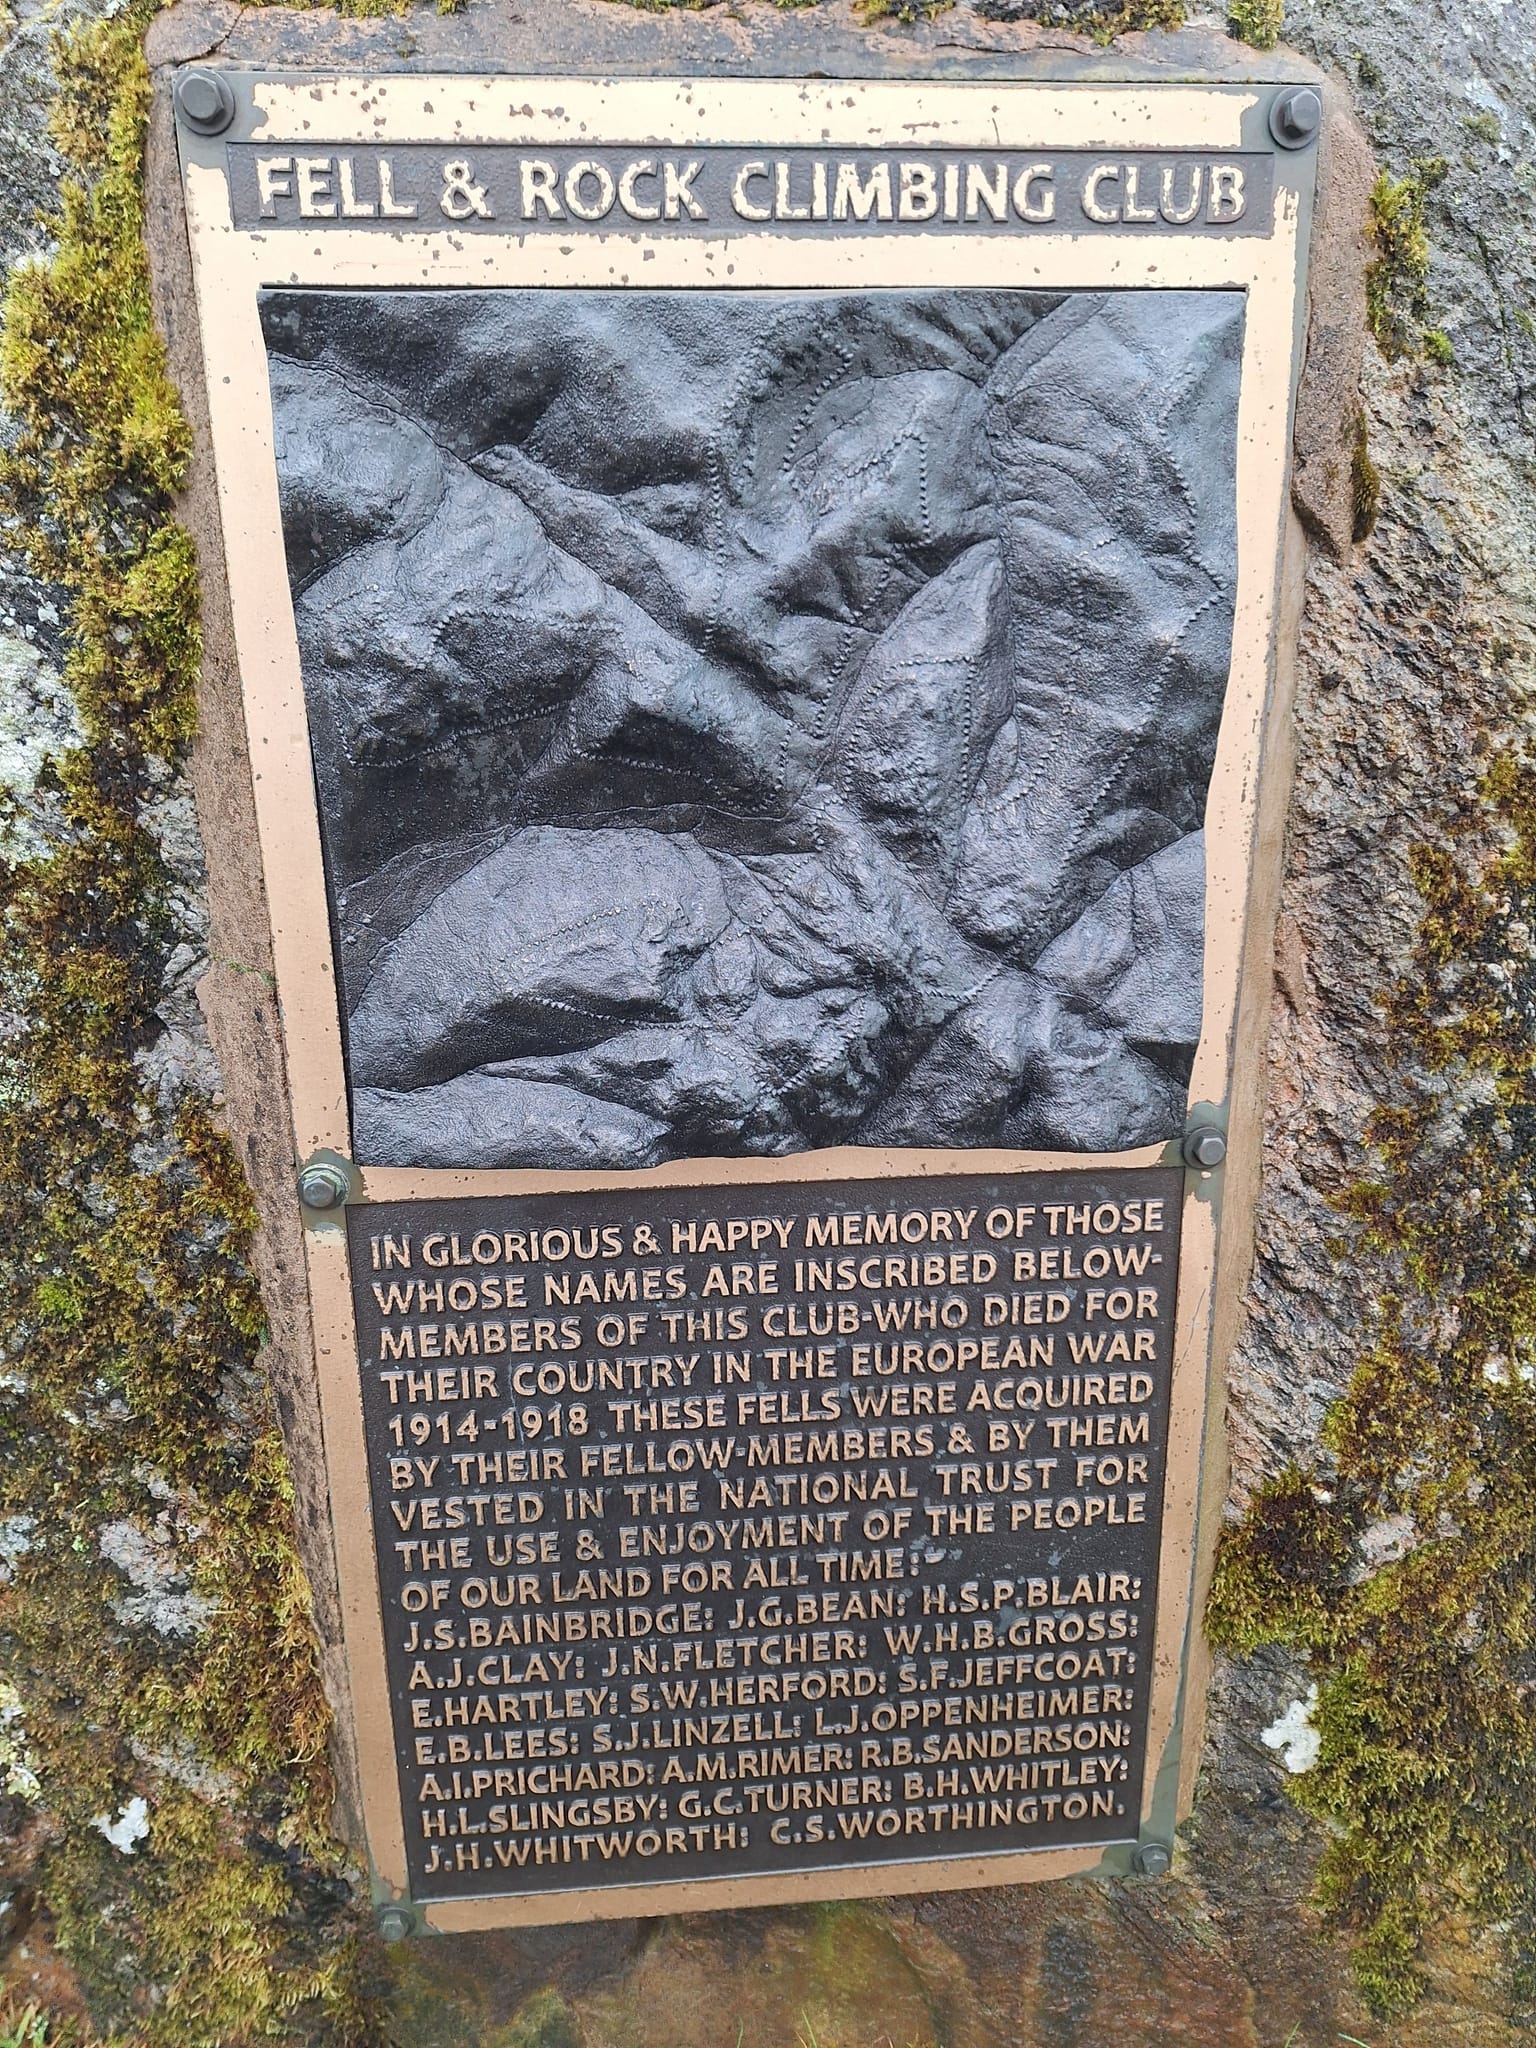 FELL & ROCK CLIMBING CLUB
IN GLORIOUS & HAPPY MEMORY OF THOSE
WHOSE NAMES ARE INSCRIBED BELOW-
MEMBERS OF THIS CLUB-WHO DIED FOR
THEIR COUNTRY IN THE EUROPEAN WAR
1914-1918 THESE FELLS WERE ACQUIRED
BY THEIR FELLOW-MEMBERS & BY THEM
VESTED IN THE NATIONAL TRUST FOR
THE USE & ENJOYMENT OF THE PEOPLE
OF OUR LAND FOR ALL TIME:-
J.S.BAINBRIDGE: J.G.BEAN: H.S.P.BLAIR:
A.J.CLAY: J.N.FLETCHER: W.H.B.GROSS:
E.HARTLEY: S.W.HERFORD: S.F.JEFFCOAT:
E.B.LEES: S.J.LINZELL: L.J.OPPENHEIMER:
A.I.PRICHARD: A.M.RIMER: R.B.SANDERSON:
H.L.SLINGSBY: G.C.TURNER: B.H.WHITLEY:
J.H.WHITWORTH: C.S.WORTHINGTON.